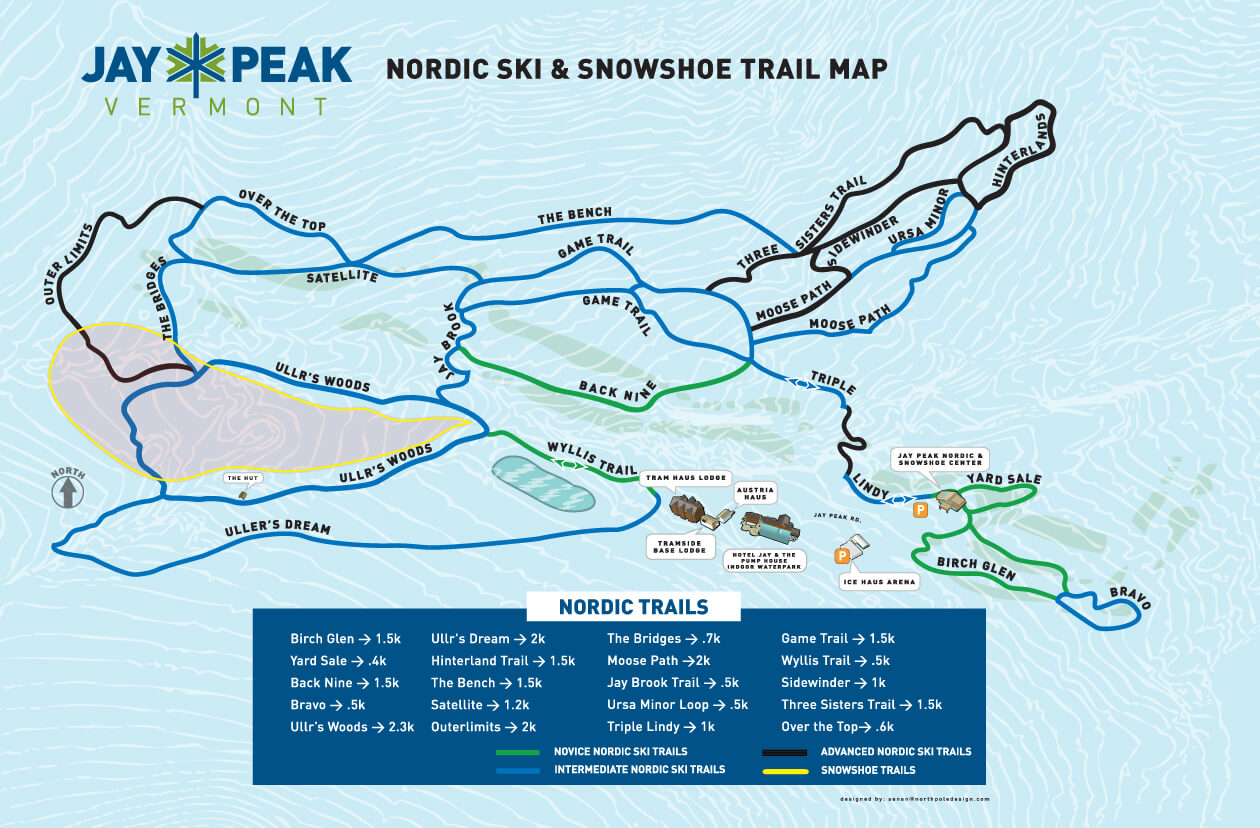 JAY PEAK
VERMONT
NORDIC SKI & SNOWSHOE TRAIL MAP
HINTERLANDS
THREE SISTERS TRAIL
SIDEWINDER
URSA MINOR
OVER THE TOP
THE BENCH
OUTER LIMITS
THE BRIDGES
SATELLITE
GAME TRAIL
GAME TRAIL
MOOSE PATH
MOOSE PATH
JAY BROOK
ULLR'S WOODS
BACK NINE
TRIPLE
LINDY
ULLR'S WOODS
WYLLIS TRAIL
NORTH
THE HUT
JAY PEAK NORDIC &
SNOWSHOE CENTER
YARD SALE
TRAM HAUS LODGE
AUSTRIA
HAUS
P
JAY PEAK RD.
ULLER'S DREAM
TRAMSIDE
BASE LODGE
HOTEL JAY & THE
PUMP HOUSE
INDOOR WATERPARK
P
ICE HAUS ARENA
BIRCH GLEN
BRAVO
NORDIC TRAILS
Birch Glen → 1.5k
Yard Sale → .4k
Back Nine → 1.5k
Bravo → .5k
Ullr's Woods → 2.3k
Ullr's Dream → 2k
Hinterland Trail → 1.5k
The Bench → 1.5k
Satellite → 1.2k
Outerlimits → 2k
The Bridges → .7k
Moose Path →2k
Jay Brook Trail → .5k
Ursa Minor Loop → .5k
Triple Lindy → 1k
Game Trail → 1.5k
Wyllis Trail → .5k
Sidewinder → 1k
Three Sisters Trail → 1.5k
Over the Top→ .6k
NOVICE NORDIC SKI TRAILS
INTERMEDIATE NORDIC SKI TRAILS
ADVANCED NORDIC SKI TRAILS
SNOWSHOE TRAILS
designed by: senan@northpoledesign.com